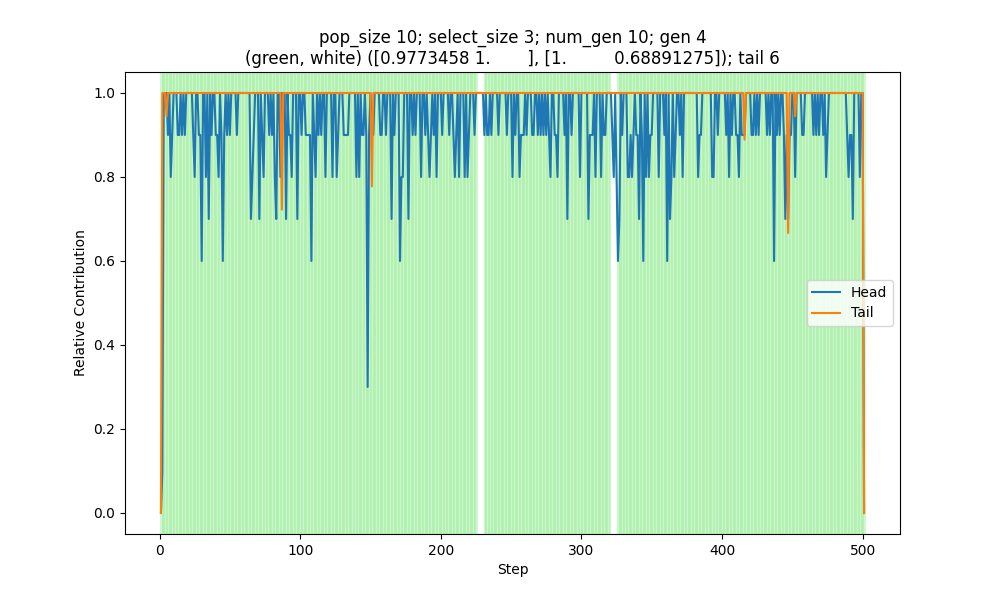 pop_size 10; select_size 3; num_gen 10; gen 4
(green, white) ([0.9773458 1.        ], [1.          0.68891275]); tail 6
1.0
0.8
0.6
0.4
0.2
0.0
Relative Contribution
Head
Tail
0
100
200
300
400
500
Step